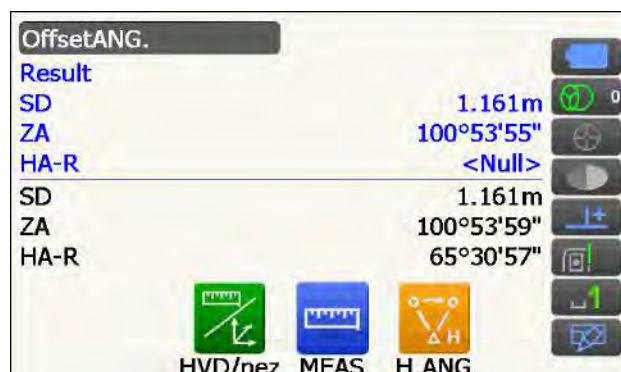 OffsetANG.
Result
SD 1.161m
ZA 100°53'55"
HA-R <Null>
SD 1.161m
ZA 100°53'59"
HA-R 65°30'57"
0
+
!
1
H
HVD/nez MEAS H.ANG